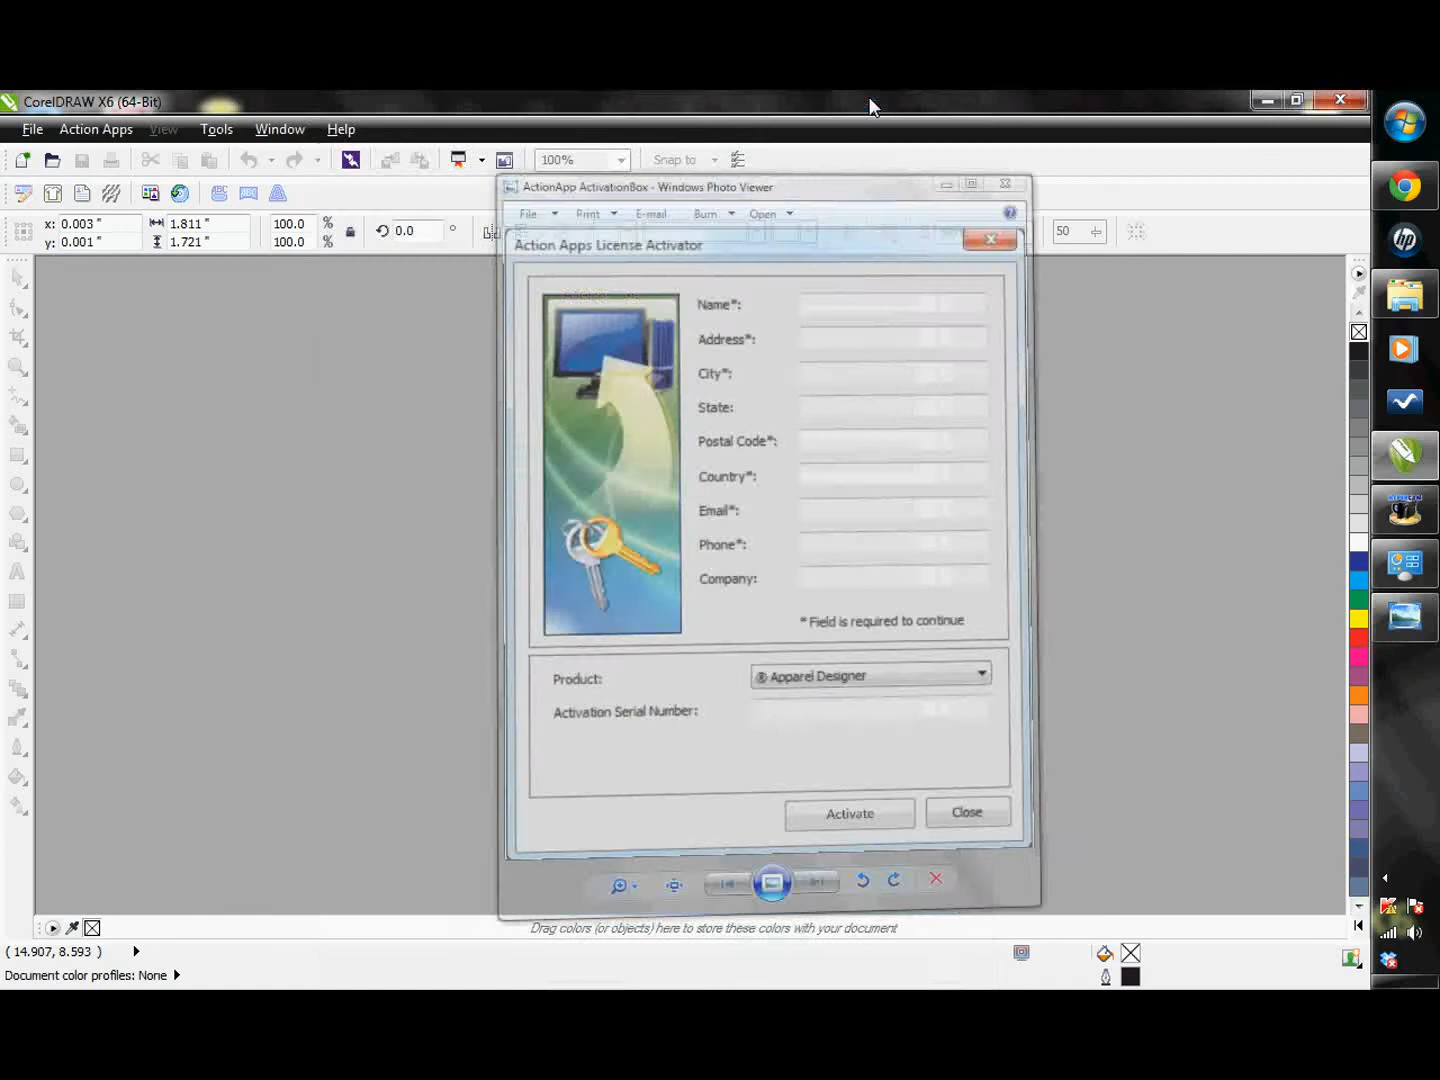 CorelDRAW X6 (64-Bit)
File Action Apps View Tools Window Help
100% Snap to
x: 0.003 " 1.811 " 100.0 % 0.0 ° 50
y: 0.001 " 1.721 " 100.0 %
ActionApp ActivationBox - Windows Photo Viewer
File Print E-mail Burn Open
Action Apps License Activator
Name*:
Address*:
City*:
State:
Postal Code*:
Country*:
Email*:
Phone*:
Company:
* Field is required to continue
Product: ® Apparel Designer
Activation Serial Number:
Activate Close
Drag colors (or objects) here to store these colors with your document
( 14.907, 8.593 )
Document color profiles: None
hp